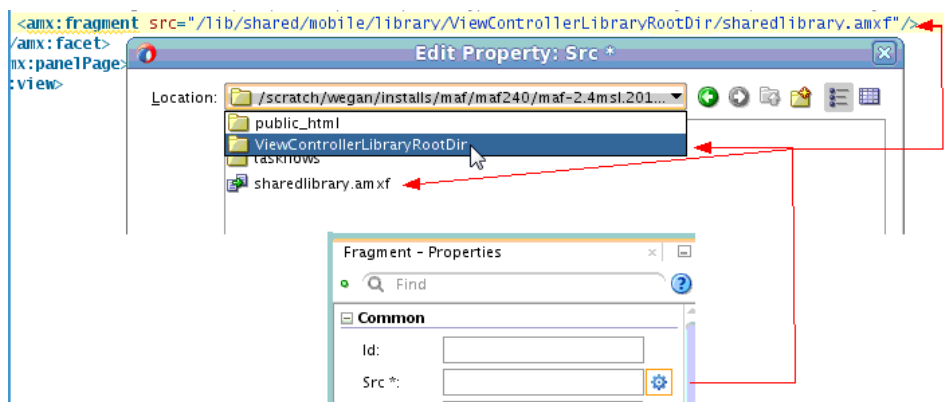 <amx:fragment src="/lib/shared/mobile/library/ViewControllerLibraryRootDir/sharedlibrary.amxf"/>
/amx:facet>
mx:panelPage>
:view>
Edit Property: Src *
Location: /scratch/wegan/installs/maf/maf240/maf-2.4msl.201...
public_html
ViewControllerLibraryRootDir
taskflows
sharedlibrary.amxf
Fragment - Properties
Find
Common
Id:
Src *: